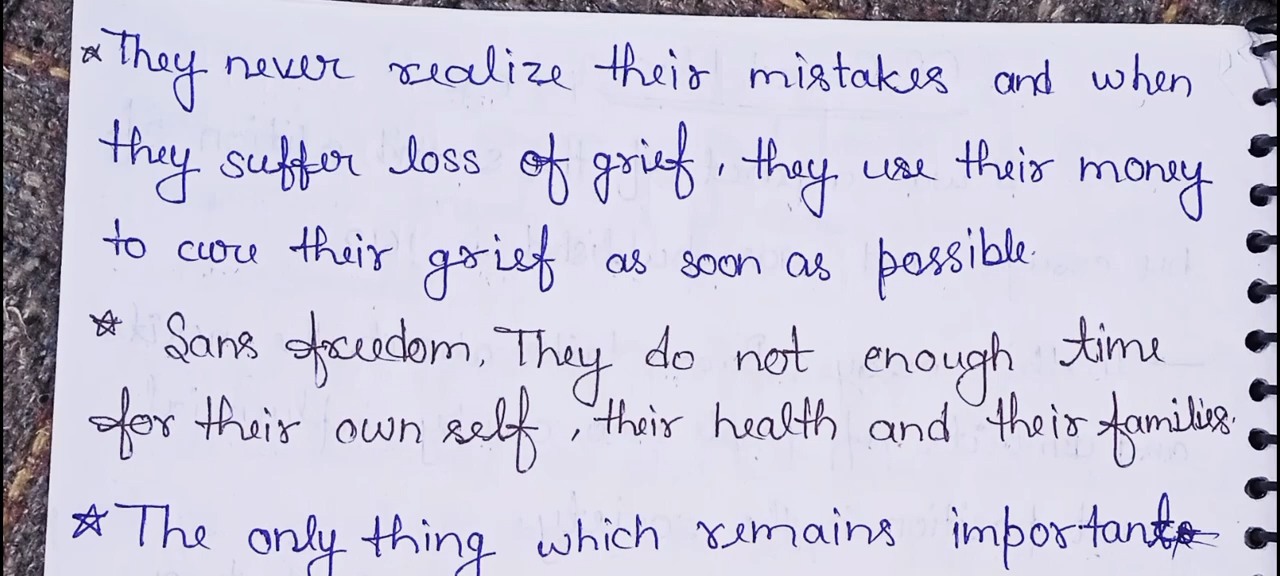 ☆ They never realize their mistakes and when
they suffer loss of grief, they use their money
to cure their grief as soon as possible.
☆ Sans freedom, They do not enough time
for their own self, their health and their families.
☆ The only thing which remains important